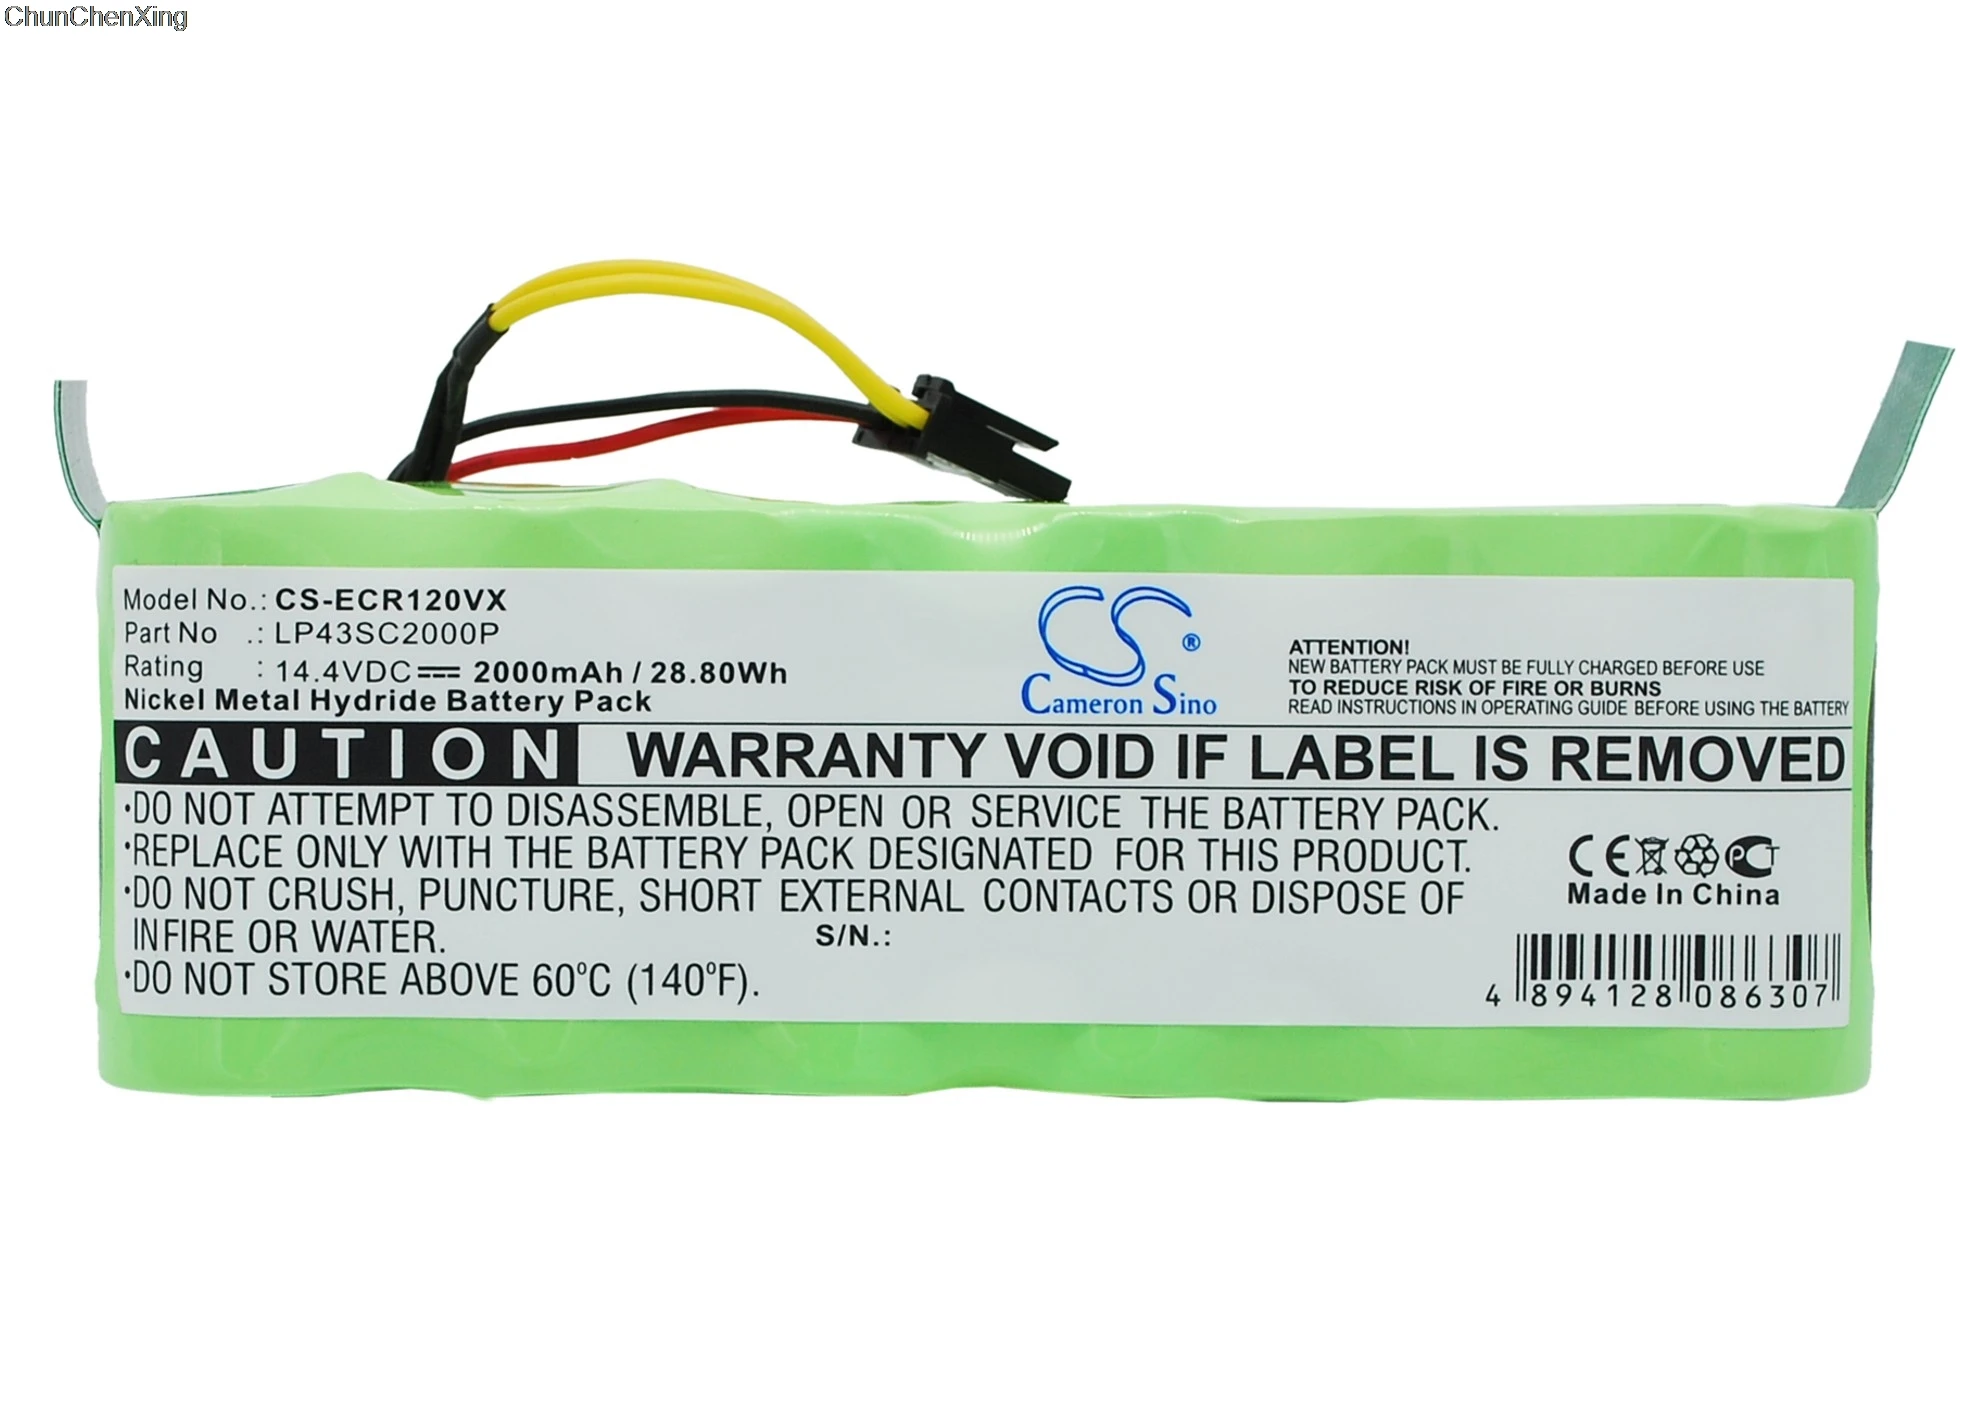 ChunChenXing
Model No.: CS-ECR120VX
Part No .: LP43SC2000P
Rating : 14.4VDC 2000mAh / 28.80Wh
Nickel Metal Hydride Battery Pack
CS ®
Cameron Sino
ATTENTION!
NEW BATTERY PACK MUST BE FULLY CHARGED BEFORE USE
TO REDUCE RISK OF FIRE OR BURNS
READ INSTRUCTIONS IN OPERATING GUIDE BEFORE USING THE BATTERY
CAUTION WARRANTY VOID IF LABEL IS REMOVED
·DO NOT ATTEMPT TO DISASSEMBLE, OPEN OR SERVICE THE BATTERY PACK.
·REPLACE ONLY WITH THE BATTERY PACK DESIGNATED FOR THIS PRODUCT.
·DO NOT CRUSH, PUNCTURE, SHORT EXTERNAL CONTACTS OR DISPOSE OF
INFIRE OR WATER.
·DO NOT STORE ABOVE 60°C (140°F).
S/N.:
CE PCT
Made In China
4 894128 086307